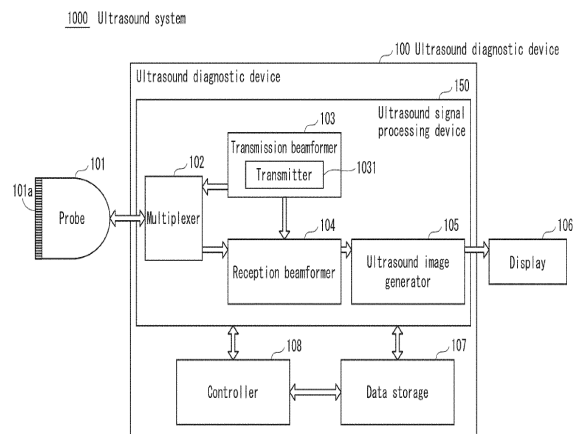 1000 Ultrasound system
100 Ultrasound diagnostic device
Ultrasound diagnostic device
150
Ultrasound signal
processing device
103
Transmission beamformer
Transmitter
1031
101
101a
Probe
102
Multiplexer
104
Reception beamformer
105
Ultrasound image
generator
106
Display
108
Controller
107
Data storage